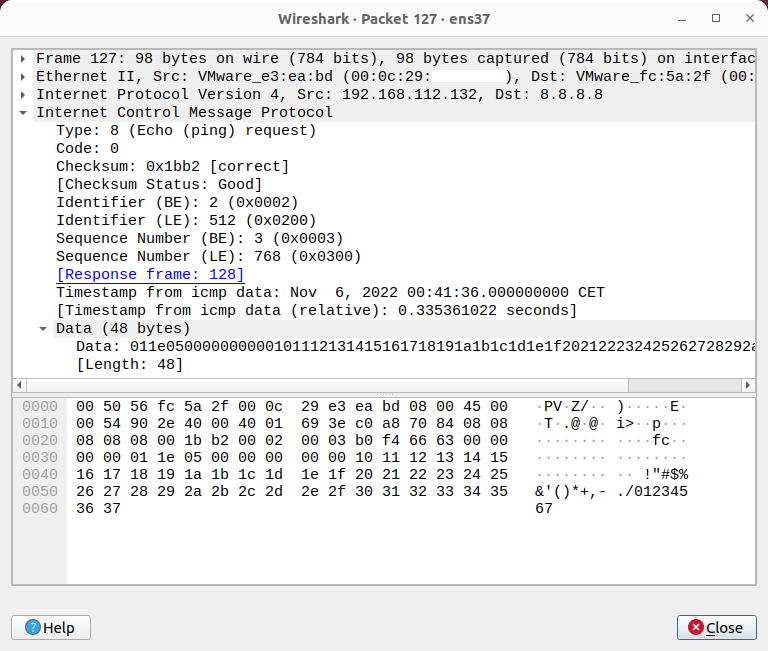 Wireshark · Packet 127 · ens37
Frame 127: 98 bytes on wire (784 bits), 98 bytes captured (784 bits) on interfac
Ethernet II, Src: VMware_e3:ea:bd (00:0c:29: ), Dst: VMware_fc:5a:2f (00:
Internet Protocol Version 4, Src: 192.168.112.132, Dst: 8.8.8.8
Internet Control Message Protocol
Type: 8 (Echo (ping) request)
Code: 0
Checksum: 0x1bb2 [correct]
[Checksum Status: Good]
Identifier (BE): 2 (0x0002)
Identifier (LE): 512 (0x0200)
Sequence Number (BE): 3 (0x0003)
Sequence Number (LE): 768 (0x0300)
[Response frame: 128]
Timestamp from icmp data: Nov  6, 2022 00:41:36.000000000 CET
[Timestamp from icmp data (relative): 0.335361022 seconds]
Data (48 bytes)
Data: 011e050000000000101112131415161718191a1b1c1d1e1f202122232425262728292a
[Length: 48]
0000 00 50 56 fc 5a 2f 00 0c 29 e3 ea bd 08 00 45 00 ·PV·Z/·· )·····E·
0010 00 54 90 2e 40 00 40 01 69 3e c0 a8 70 84 08 08 ·T·.@·@· i>··p···
0020 08 08 08 00 1b b2 00 02 00 03 b0 f4 66 63 00 00 ········ ····fc··
0030 00 00 01 1e 05 00 00 00 00 00 10 11 12 13 14 15 ········ ········
0040 16 17 18 19 1a 1b 1c 1d 1e 1f 20 21 22 23 24 25 ········ ·· !"#$%
0050 26 27 28 29 2a 2b 2c 2d 2e 2f 30 31 32 33 34 35 &'()*+,- ./012345
0060 36 37 67
Help
Close